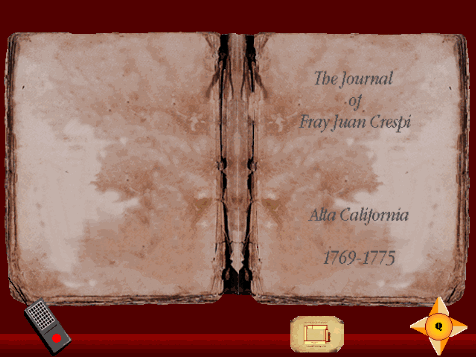 The Journal
of
Fray Juan Crespi
Alta California
1769-1775
Q